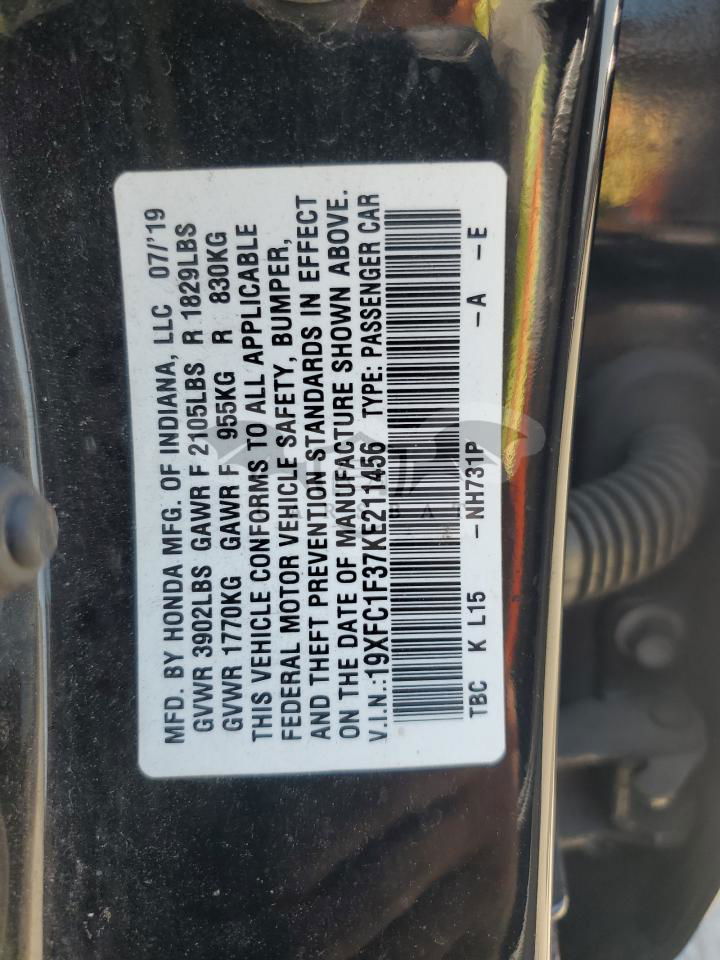 MFD. BY HONDA MFG. OF INDIANA, LLC 07/'19
GVWR 3902LBS GAWR F 2105LBS R 1829LBS
GVWR 1770KG GAWR F 955KG R 830KG
THIS VEHICLE CONFORMS TO ALL APPLICABLE
FEDERAL MOTOR VEHICLE SAFETY, BUMPER,
AND THEFT PREVENTION STANDARDS IN EFFECT
ON THE DATE OF MANUFACTURE SHOWN ABOVE.
V.I.N.:19XFC1F37KE211456 TYPE: PASSENGER CAR
TBC K L15 -NH731P -A -E